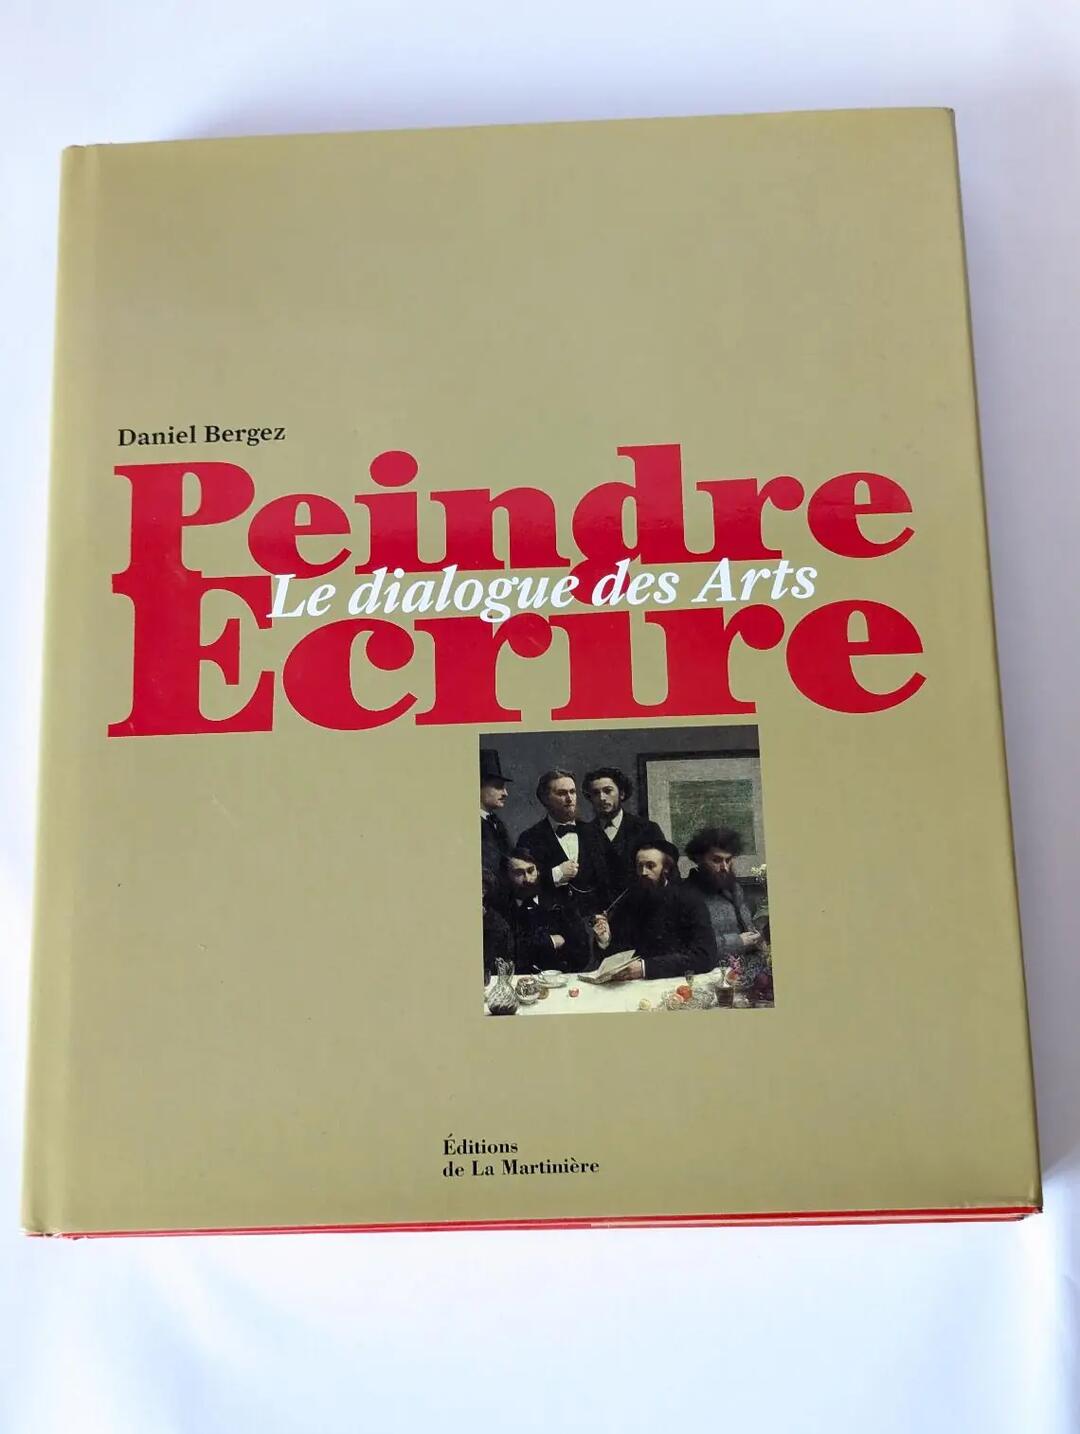 Daniel Bergez
Peindre
Le dialogue des Arts
Ecrire
Éditions
de La Martinière